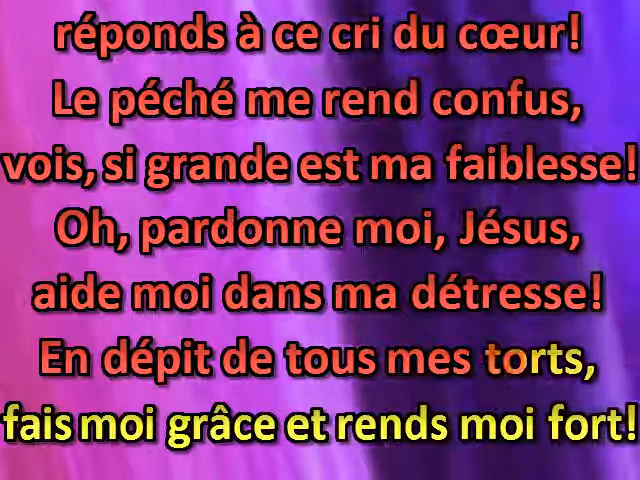 réponds à ce cri du cœur!
Le péché me rend confus,
vois, si grande est ma faiblesse!
Oh, pardonne moi, Jésus,
aide moi dans ma détresse!
En dépit de tous mes torts,
fais moi grâce et rends moi fort!